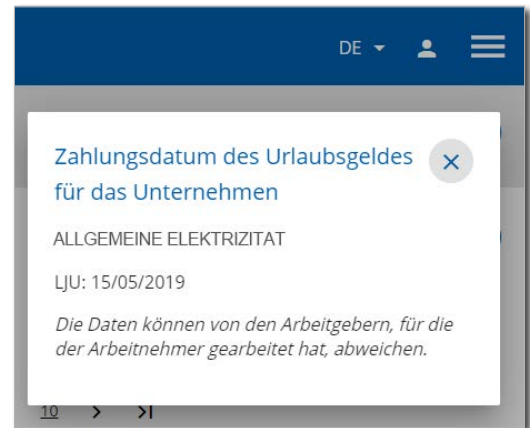 DE
Zahlungsdatum des Urlaubsgeldes
für das Unternehmen
ALLGEMEINE ELEKTRIZITAT
LJU: 15/05/2019
Die Daten können von den Arbeitgebern, für die
der Arbeitnehmer gearbeitet hat, abweichen.
10